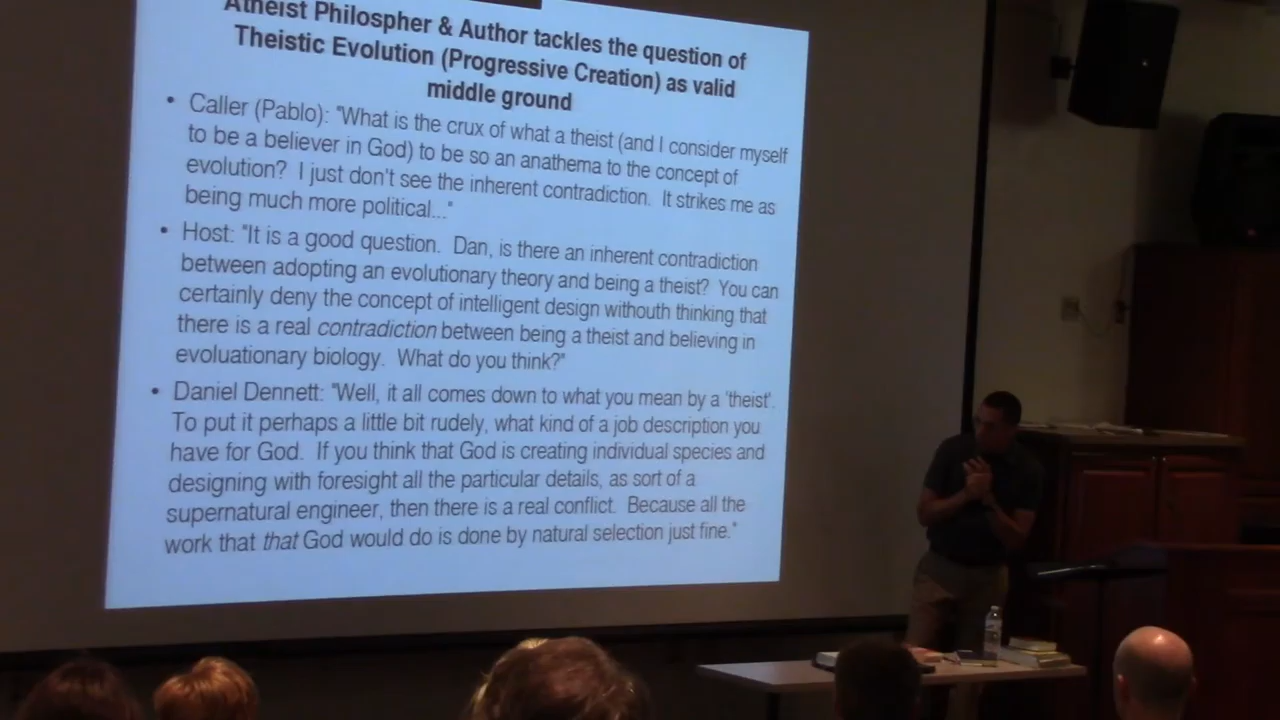 Atheist Philospher & Author tackles the question of
Theistic Evolution (Progressive Creation) as valid
middle ground
• Caller (Pablo): "What is the crux of what a theist (and I consider myself
to be a believer in God) to be so an anathema to the concept of
evolution? I just don't see the inherent contradiction. It strikes me as
being much more political..."
• Host: "It is a good question. Dan, is there an inherent contradiction
between adopting an evolutionary theory and being a theist? You can
certainly deny the concept of intelligent design withouth thinking that
there is a real contradiction between being a theist and believing in
evoluationary biology. What do you think?"
• Daniel Dennett: "Well, it all comes down to what you mean by a 'theist'.
To put it perhaps a little bit rudely, what kind of a job description you
have for God. If you think that God is creating individual species and
designing with foresight all the particular details, as sort of a
supernatural engineer, then there is a real conflict. Because all the
work that that God would do is done by natural selection just fine."